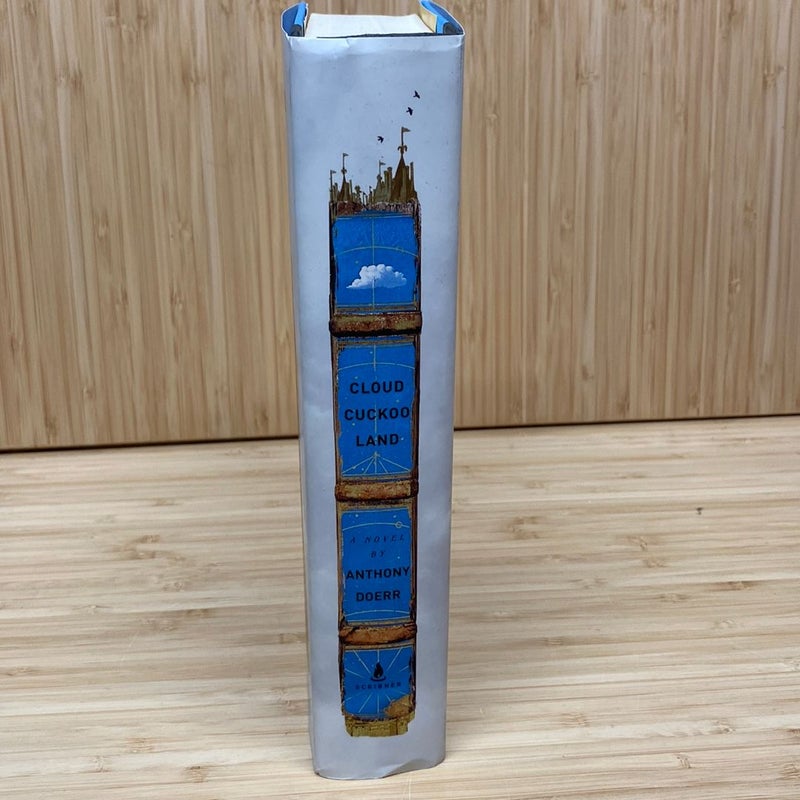 CLOUD
CUCKOO
LAND
A NOVEL
BY
ANTHONY
DOERR
SCRIBNER